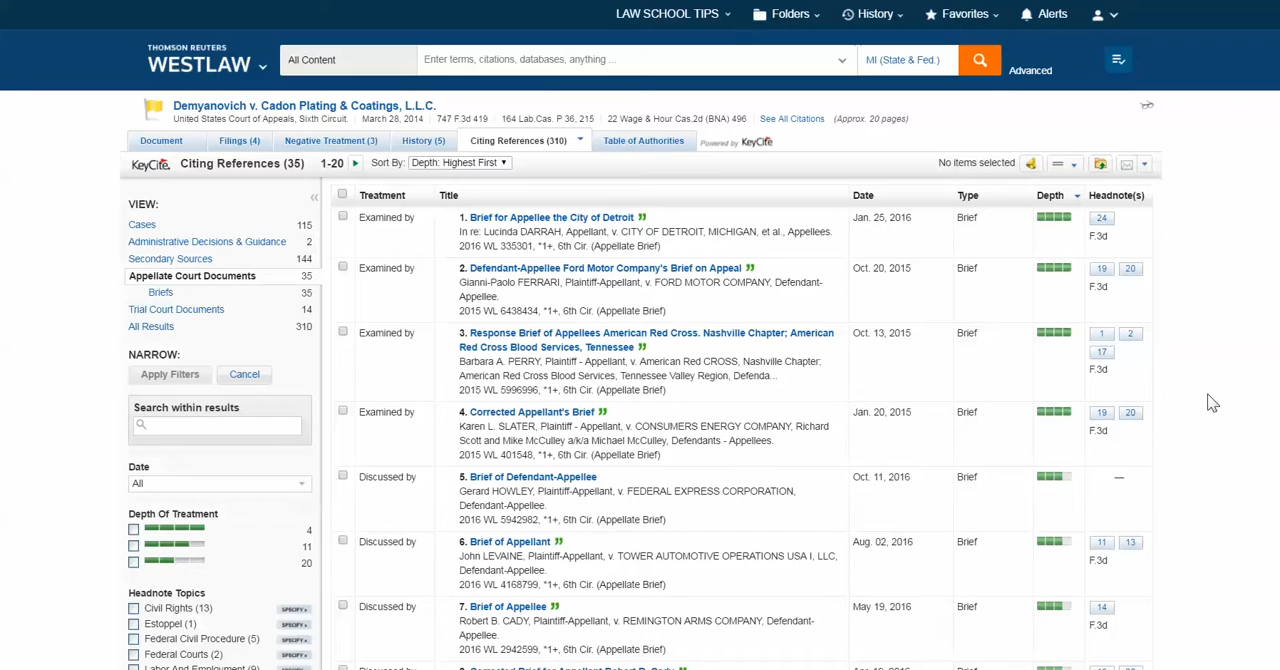 LAW SCHOOL TIPS Folders History Favorites Alerts
THOMSON REUTERS
WESTLAW All Content Enter terms, citations, databases, anything ... MI (State & Fed.) Advanced
Demyanovich v. Cadon Plating & Coatings, L.L.C.
United States Court of Appeals, Sixth Circuit. March 28, 2014 747 F.3d 419 164 Lab.Cas. P 36, 215 22 Wage & Hour Cas.2d (BNA) 496 See All Citations (Approx. 20 pages)
Document Filings (4) Negative Treatment (3) History (5) Citing References (310) Table of Authorities Powered by KeyCite
KeyCite. Citing References (35) 1-20 Sort By: Depth: Highest First No items selected
VIEW:
Cases 115
Administrative Decisions & Guidance 2
Secondary Sources 144
Appellate Court Documents 35
Briefs 35
Trial Court Documents 14
All Results 310
NARROW:
Apply Filters Cancel
Search within results
Date
All
Depth Of Treatment
4
11
20
Headnote Topics
Civil Rights (13) SPECIFY
Estoppel (1) SPECIFY
Federal Civil Procedure (5) SPECIFY
Federal Courts (2) SPECIFY
Labor And Employment (9)
Treatment Title Date Type Depth Headnote(s)
Examined by 1. Brief for Appellee the City of Detroit Jan. 25, 2016 Brief 24
In re: Lucinda DARRAH, Appellant, v. CITY OF DETROIT, MICHIGAN, et al., Appellees. F.3d
2016 WL 335301, *1+, 6th Cir. (Appellate Brief)
Examined by 2. Defendant-Appellee Ford Motor Company's Brief on Appeal Oct. 20, 2015 Brief 19 20
Gianni-Paolo FERRARI, Plaintiff-Appellant, v. FORD MOTOR COMPANY, Defendant- F.3d
Appellee.
2015 WL 6438434, *1+, 6th Cir. (Appellate Brief)
Examined by 3. Response Brief of Appellees American Red Cross. Nashville Chapter; American Oct. 13, 2015 Brief 1 2
Red Cross Blood Services, Tennessee 17
Barbara A. PERRY, Plaintiff - Appellant, v. American Red CROSS, Nashville Chapter; F.3d
American Red Cross Blood Services, Tennessee Valley Region, Defenda...
2015 WL 5996996, *1+, 6th Cir. (Appellate Brief)
Examined by 4. Corrected Appellant's Brief Jan. 20, 2015 Brief 19 20
Karen L. SLATER, Plaintiff - Appellant, v. CONSUMERS ENERGY COMPANY, Richard F.3d
Scott and Mike McCulley a/k/a Michael McCulley, Defendants - Appellees.
2015 WL 401548, *1+, 6th Cir. (Appellate Brief)
Discussed by 5. Brief of Defendant-Appellee Oct. 11, 2016 Brief —
Gerard HOWLEY, Plaintiff-Appellant, v. FEDERAL EXPRESS CORPORATION,
Defendant-Appellee.
2016 WL 5942982, *1+, 6th Cir. (Appellate Brief)
Discussed by 6. Brief of Appellant Aug. 02, 2016 Brief 11 13
John LEVAINE, Plaintiff-Appellant, v. TOWER AUTOMOTIVE OPERATIONS USA I, LLC, F.3d
Defendant-Appellee.
2016 WL 4168799, *1+, 6th Cir. (Appellate Brief)
Discussed by 7. Brief of Appellee May 19, 2016 Brief 14
Robert B. CADY, Plaintiff-Appellant, v. REMINGTON ARMS COMPANY, Defendant- F.3d
Appellee.
2016 WL 2942599, *1+, 6th Cir. (Appellate Brief)